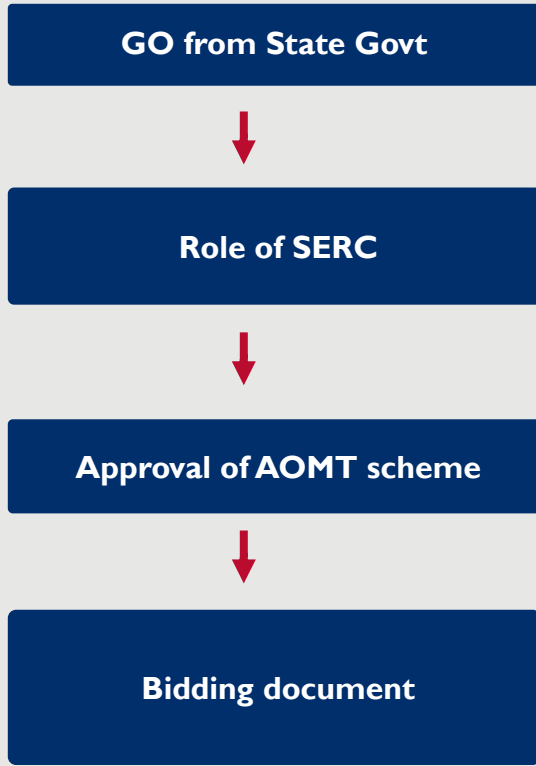 GO from State Govt
Role of SERC
Approval of AOMT scheme
Bidding document